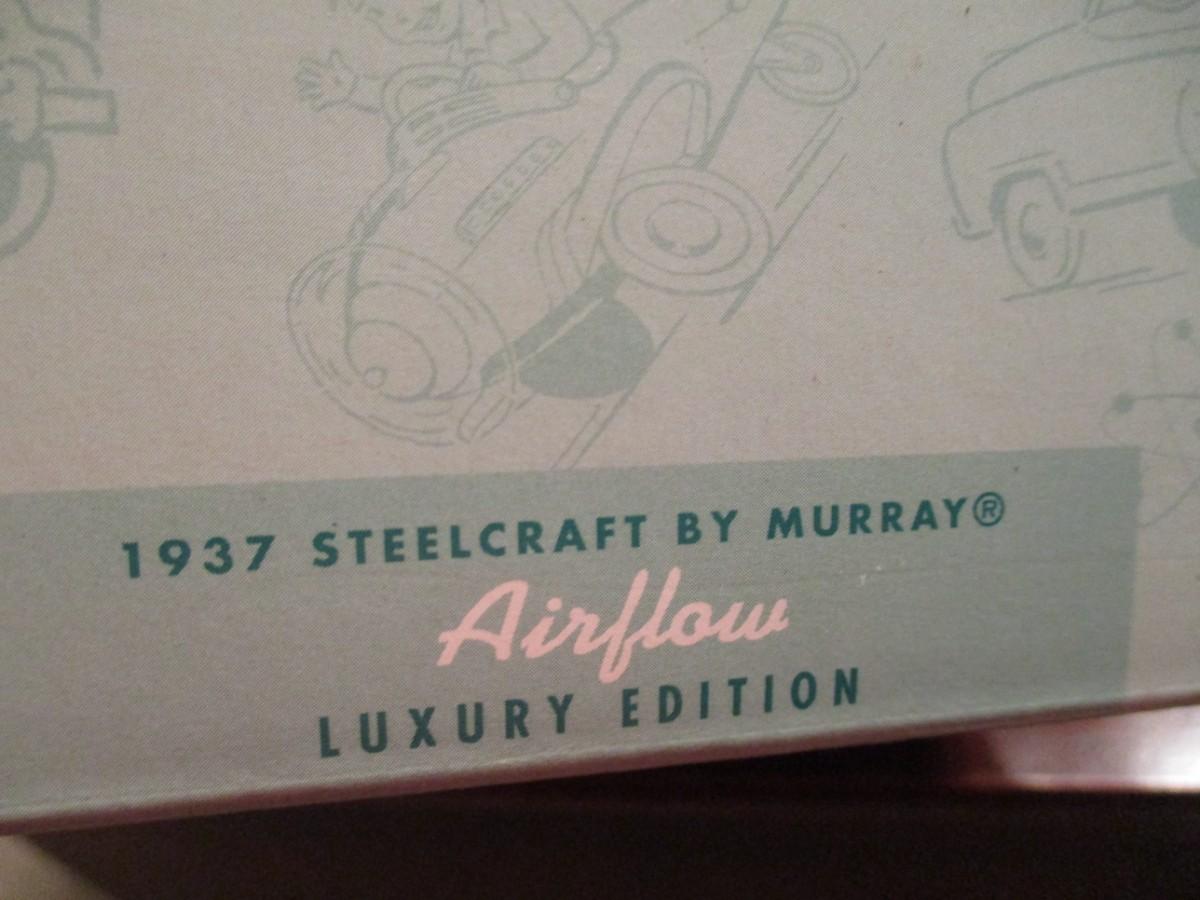 1937 STEELCRAFT BY MURRAY®
Airflow
LUXURY EDITION